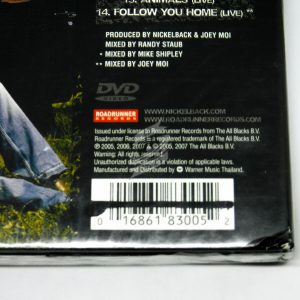 13. ANIMALS (LIVE)
14. FOLLOW YOU HOME (LIVE) **
PRODUCED BY NICKELBACK & JOEY MOI
MIXED BY RANDY STAUB
* MIXED BY MIKE SHIPLEY
** MIXED BY JOEY MOI
DVD
VIDEO
ROADRUNNER
RECORDS
WWW.NICKELBACK.COM
WWW.ROADRUNNERRECORDS.COM
Issued under license to Roadrunner Records from The All Blacks B.V.
Roadrunner Records is a registered trademark of The All Blacks B.V.
℗ 2005, 2006, 2007 & © 2005, 2007 The All Blacks B.V.
Warning: All rights reserved.
Unauthorized duplication is a violation of applicable laws.
Manufactured and Distributed by Warner Music Thailand.
0 16861 83005 2